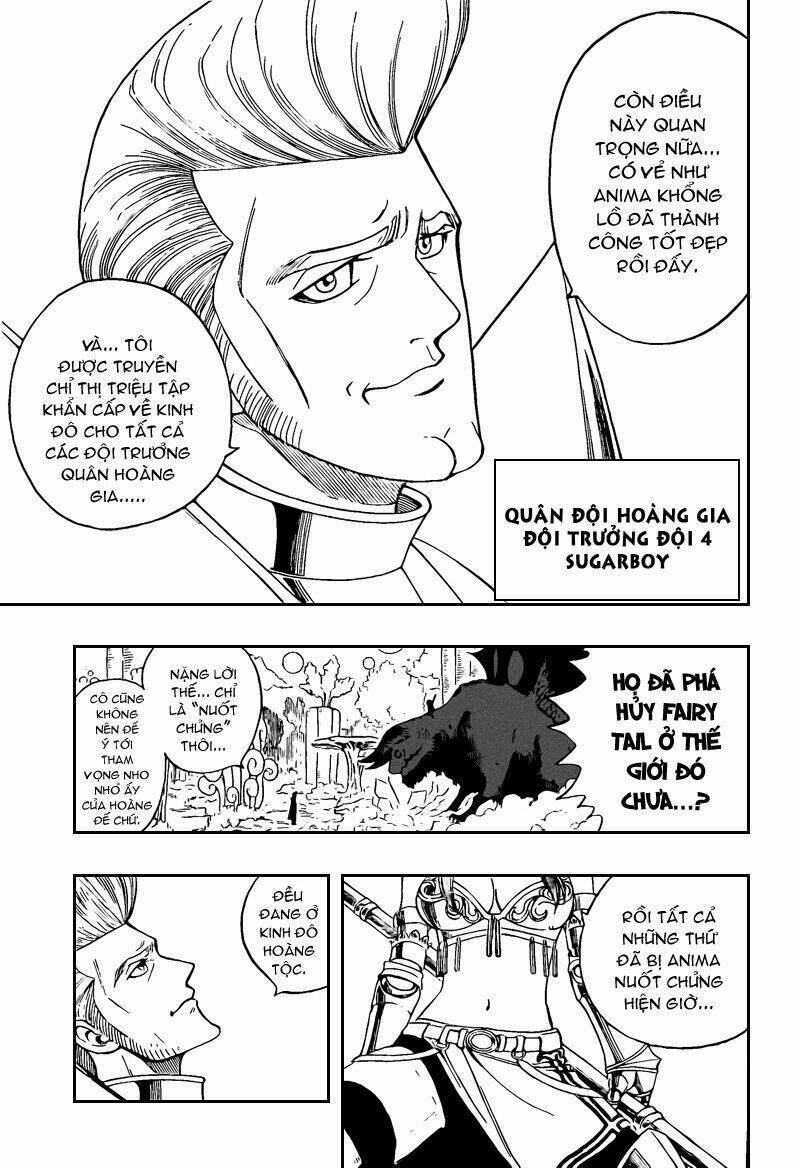 CÒN ĐIỀU
NÀY QUAN
TRỌNG NỮA...
CÓ VẺ NHƯ
ANIMA KHỔNG
LỒ ĐÃ THÀNH
CÔNG TỐT ĐẸP
RỒI ĐẤY.
VÀ... TÔI
ĐƯỢC TRUYỀN
CHỈ THỊ TRIỆU TẬP
KHẨN CẤP VỀ KINH
ĐÔ CHO TẤT CẢ
CÁC ĐỘI TRƯỞNG
QUÂN HOÀNG
GIA.....
QUÂN ĐỘI HOÀNG GIA
ĐỘI TRƯỞNG ĐỘI 4
SUGARBOY
HỌ ĐÃ PHÁ
HỦY FAIRY
TAIL Ở THẾ
GIỚI ĐÓ
CHƯA...?
NẶNG LỜI
THẾ... CHỈ
LÀ "NUỐT
CHỬNG"
THÔI...
CÔ CŨNG
KHÔNG
NÊN ĐỂ
Ý TỚI
THAM
VỌNG NHO
NHỎ ẤY
CỦA HOÀNG
ĐẾ CHỨ.
RỒI TẤT CẢ
NHỮNG THỨ
ĐÃ BỊ ANIMA
NUỐT CHỬNG
HIỆN GIỜ...
ĐỀU
ĐANG Ở
KINH ĐÔ
HOÀNG
TỘC.